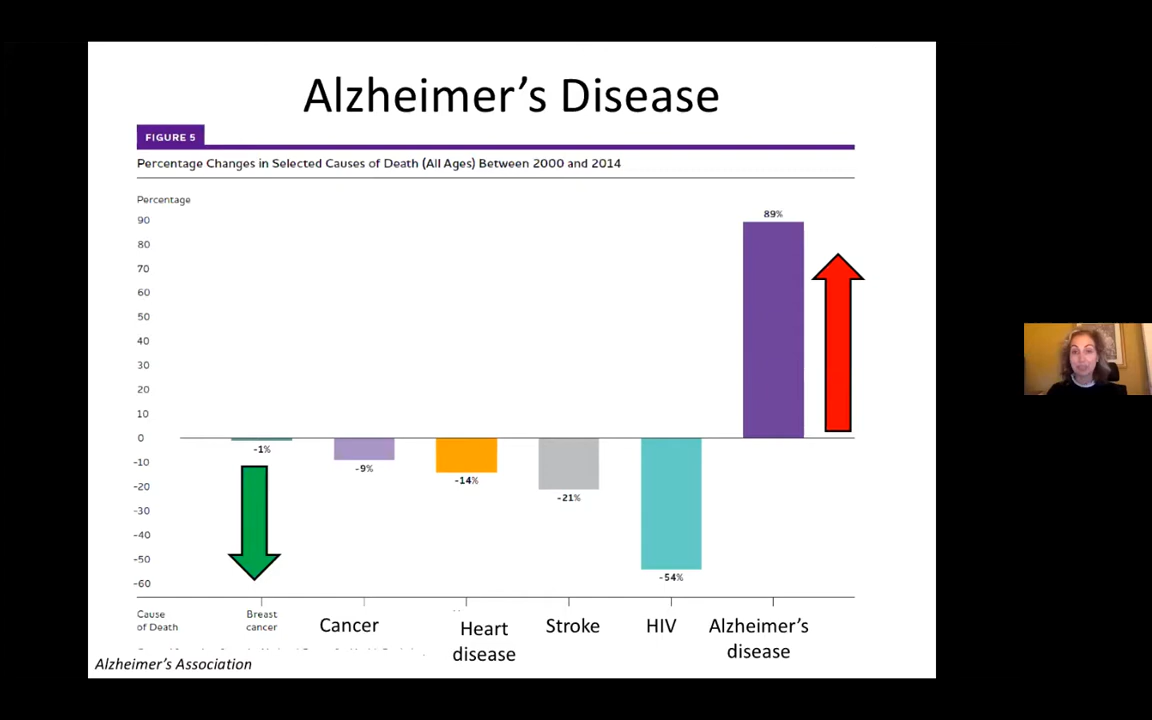 Alzheimer’s Disease
FIGURE 5
Percentage Changes in Selected Causes of Death (All Ages) Between 2000 and 2014
Percentage
90
80
70
60
50
40
30
20
10
0
-10
-20
-30
-40
-50
-60
-1%
-9%
-14%
-21%
-54%
89%
Cause
of Death
Breast
cancer
Cancer
Heart
disease
Stroke
HIV
Alzheimer’s
disease
Alzheimer’s Association